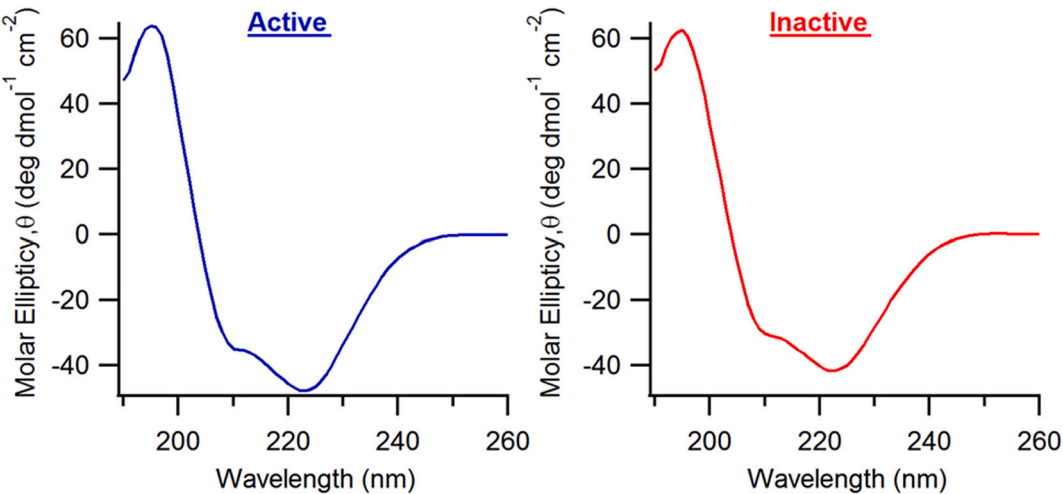 Active
60
40
20
0
-20
-40
200 220 240 260
Wavelength (nm)
Molar Ellipticy,θ (deg dmol⁻¹ cm⁻²)
Inactive
60
40
20
0
-20
-40
200 220 240 260
Wavelength (nm)
Molar Ellipticy,θ (deg dmol⁻¹ cm⁻²)